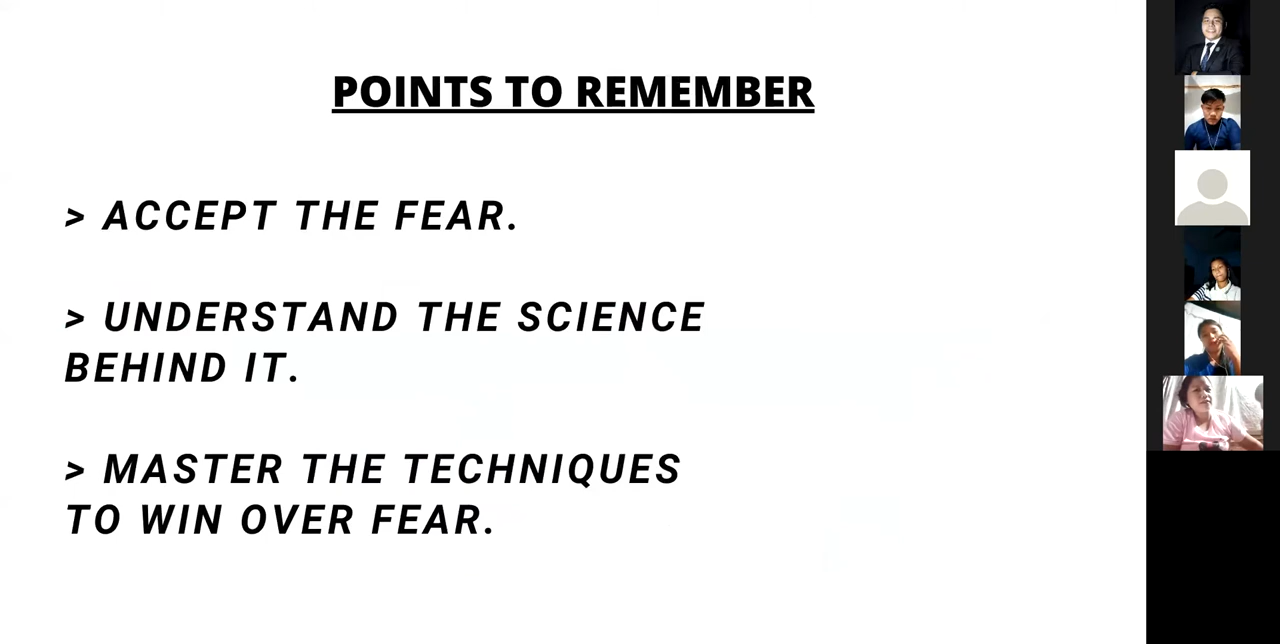 POINTS TO REMEMBER
> ACCEPT THE FEAR.
> UNDERSTAND THE SCIENCE
BEHIND IT.
> MASTER THE TECHNIQUES
TO WIN OVER FEAR.